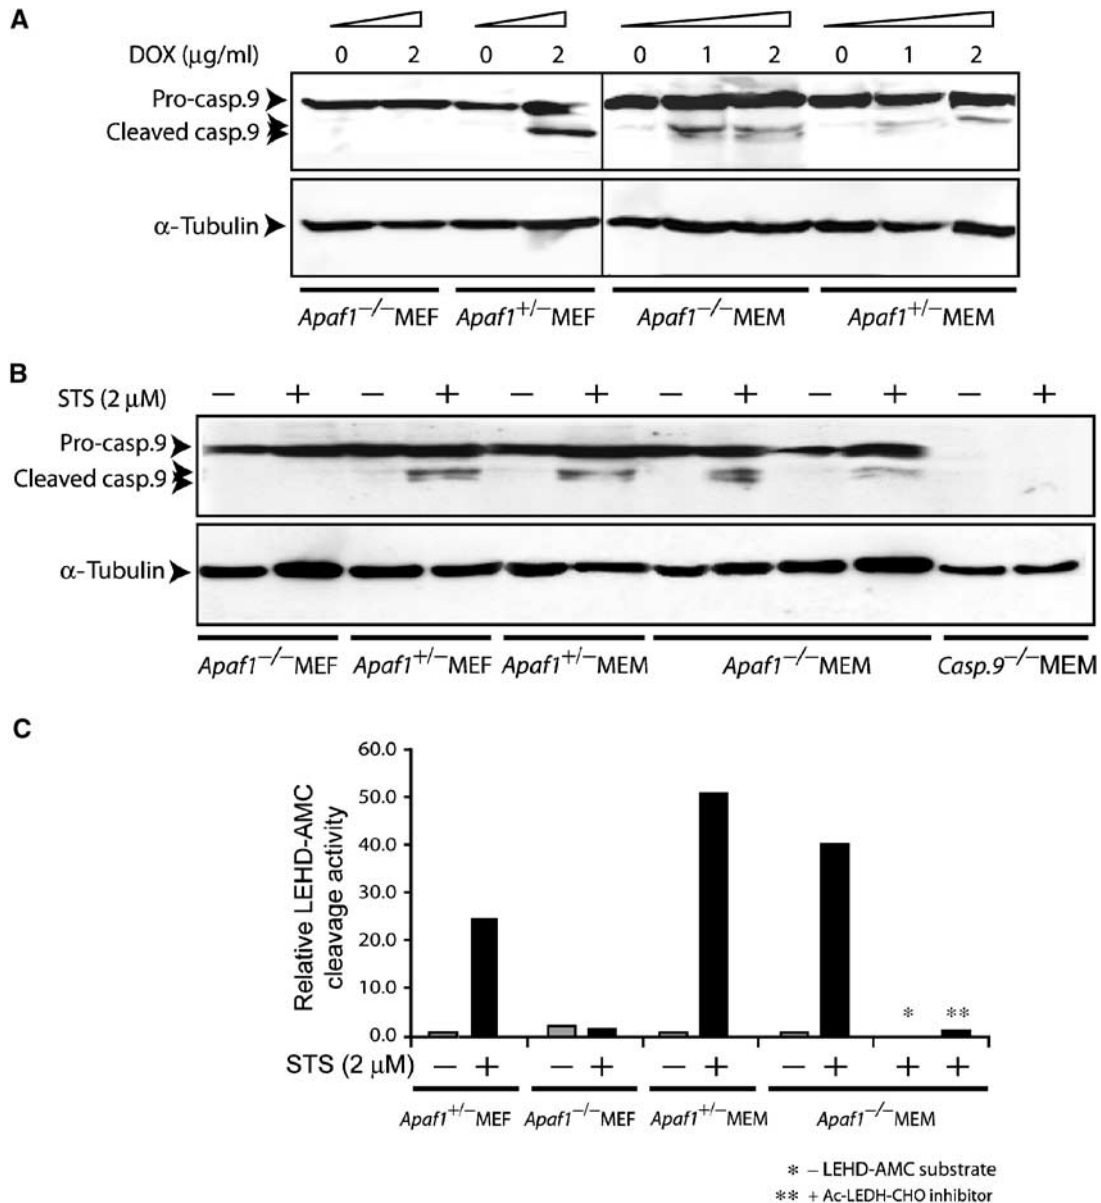 A
DOX (µg/ml) 0 2 0 2 0 1 2 0 1 2
Pro-casp.9
Cleaved casp.9
α-Tubulin
Apaf1−/−MEF Apaf1+/−MEF Apaf1−/−MEM Apaf1+/−MEM
B
STS (2 µM) − + − + − + − + − + − +
Pro-casp.9
Cleaved casp.9
α-Tubulin
Apaf1−/−MEF Apaf1+/−MEF Apaf1+/−MEM Apaf1−/−MEM Casp.9−/−MEM
C
Relative LEHD-AMC
cleavage activity
60.0
50.0
40.0
30.0
20.0
10.0
0.0
* **
STS (2 µM) − + − + − + − + + +
Apaf1+/−MEF Apaf1−/−MEF Apaf1+/−MEM Apaf1−/−MEM
* − LEHD-AMC substrate
** + Ac-LEDH-CHO inhibitor